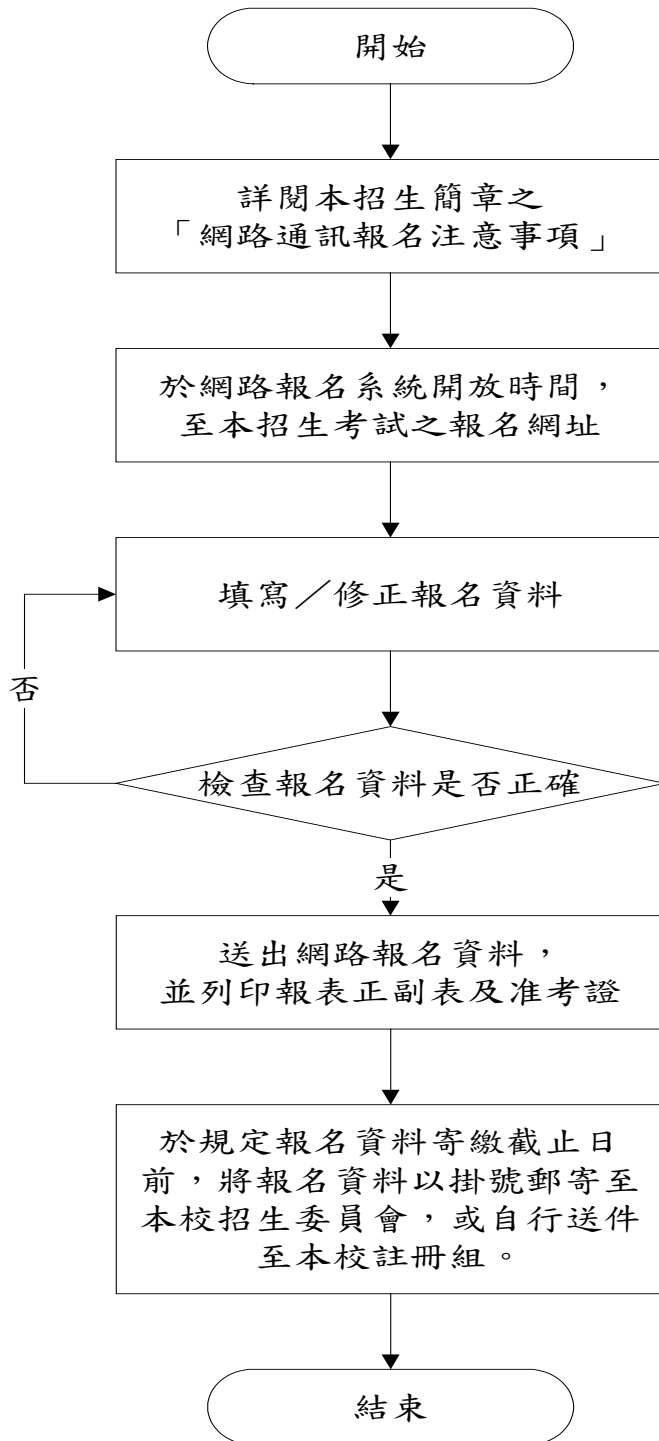 開始
詳閱本招生簡章之
「網路通訊報名注意事項」
於網路報名系統開放時間，
至本招生考試之報名網址
填寫／修正報名資料
否
檢查報名資料是否正確
是
送出網路報名資料，
並列印報表正副表及准考證
於規定報名資料寄繳截止日
前，將報名資料以掛號郵寄至
本校招生委員會，或自行送件
至本校註冊組。
結束